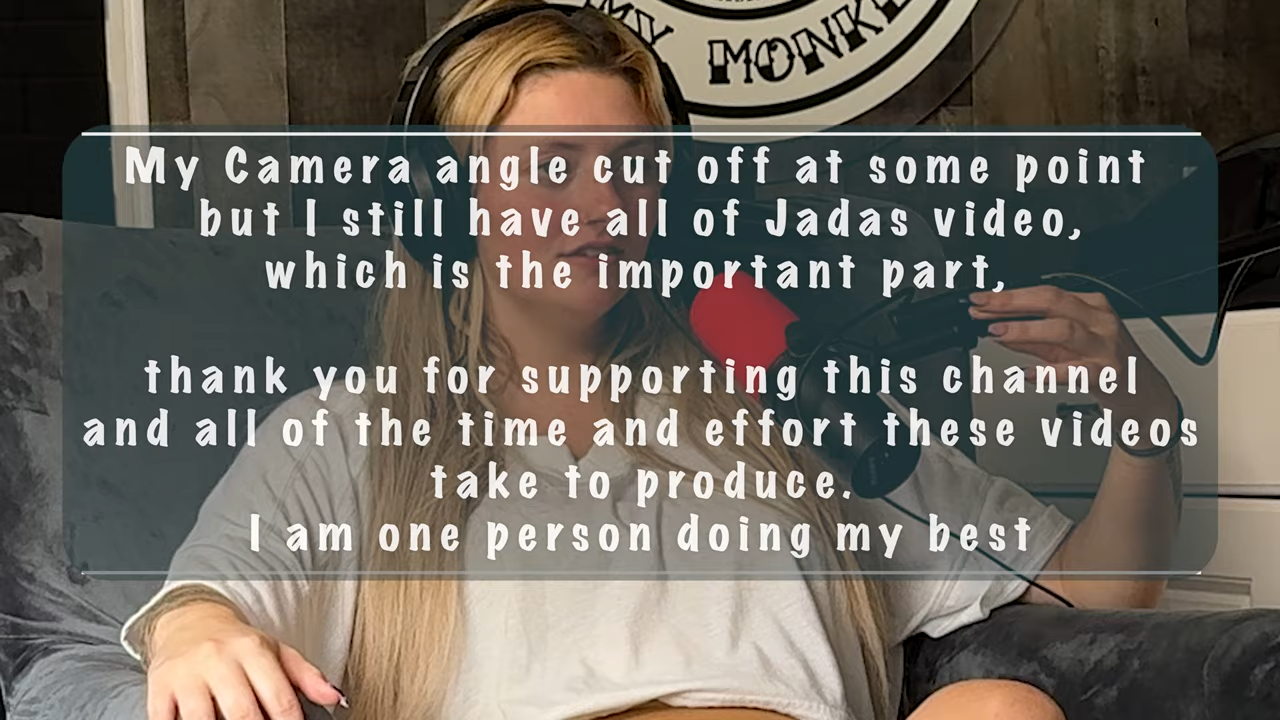 MY MONKE
My Camera angle cut off at some point
but I still have all of Jadas video,
which is the important part,
thank you for supporting this channel
and all of the time and effort these videos
take to produce.
I am one person doing my best